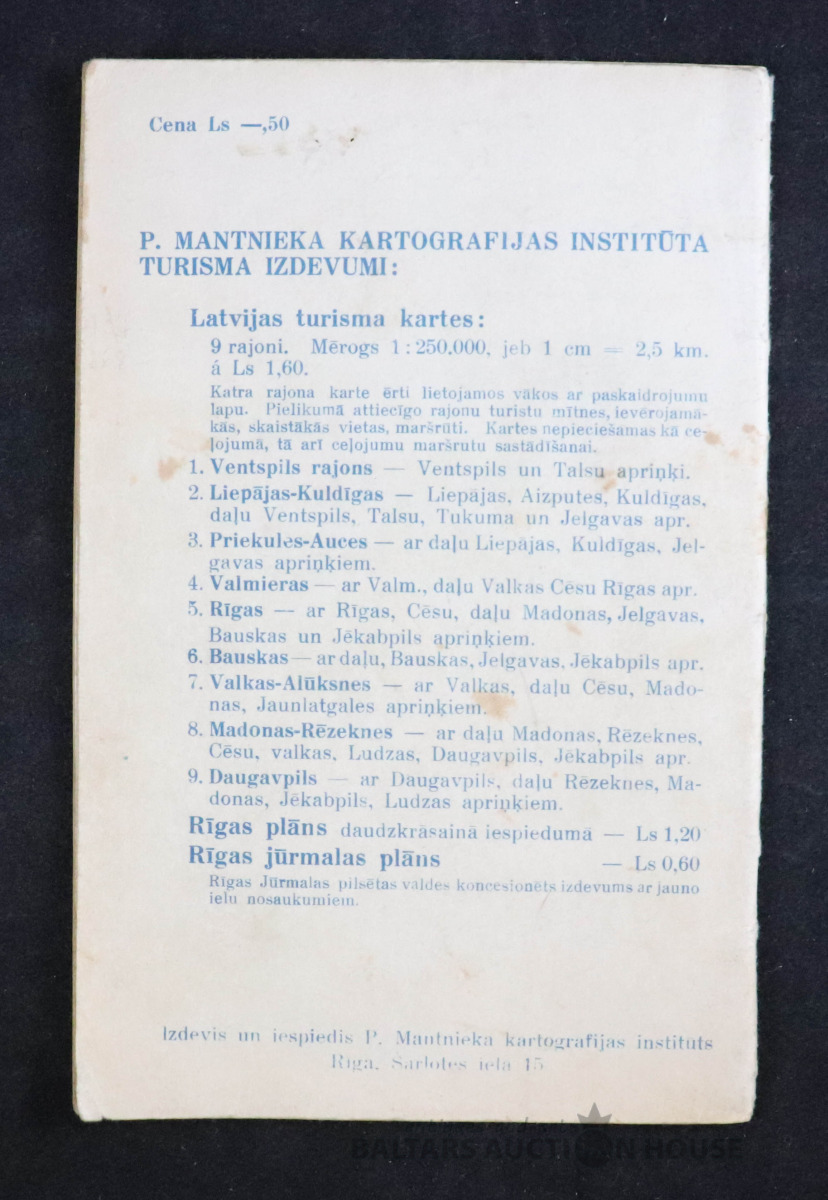 Cena Ls —,50
P. MANTNIEKA KARTOGRAFIJAS INSTITŪTA
TURISMA IZDEVUMI:
Latvijas turisma kartes:
9 rajoni. Mērogs 1:250.000, jeb 1 cm = 2,5 km.
á Ls 1,60.
Katra rajona karte ērti lietojamos vākos ar paskaidrojumu
lapu. Pielikumā attiecīgo rajonu turistu mītnes, ievērojamā-
kās, skaistākās vietas, maršrūti. Kartes nepieciešamas kā ce-
ļojumā, tā arī ceļojumu maršrutu sastādīšanai.
1. Ventspils rajons — Ventspils un Talsu apriņķi.
2. Liepājas-Kuldīgas — Liepājas, Aizputes, Kuldīgas,
daļu Ventspils, Talsu, Tukuma un Jelgavas apr.
3. Priekules-Auces — ar daļu Liepājas, Kuldīgas, Jel-
gavas apriņķiem.
4. Valmieras — ar Valm., daļu Valkas Cēsu Rīgas apr.
5. Rīgas — ar Rīgas, Cēsu, daļu Madonas, Jelgavas,
Bauskas un Jēkabpils apriņķiem.
6. Bauskas — ar daļu, Bauskas, Jelgavas, Jēkabpils apr.
7. Valkas-Alūksnes — ar Valkas, daļu Cēsu, Mado-
nas, Jaunlatgales apriņķiem.
8. Madonas-Rēzeknes — ar daļu Madonas, Rēzeknes,
Cēsu, valkas, Ludzas, Daugavpils, Jēkabpils apr.
9. Daugavpils — ar Daugavpils, daļu Rēzeknes, Ma-
donas, Jēkabpils, Ludzas apriņķiem.
Rīgas plāns daudzkrāsainā iespiedumā — Ls 1,20
Rīgas jūrmalas plāns — Ls 0,60
Rīgas Jūrmalas pilsētas valdes koncesionēts izdevums ar jauno
ielu nosaukumiem.
Izdevis un iespiedis P. Mantnieka kartografijas institūts
Rīgā, Šarlotes ielā 15
BALTARS AUCTION HOUSE